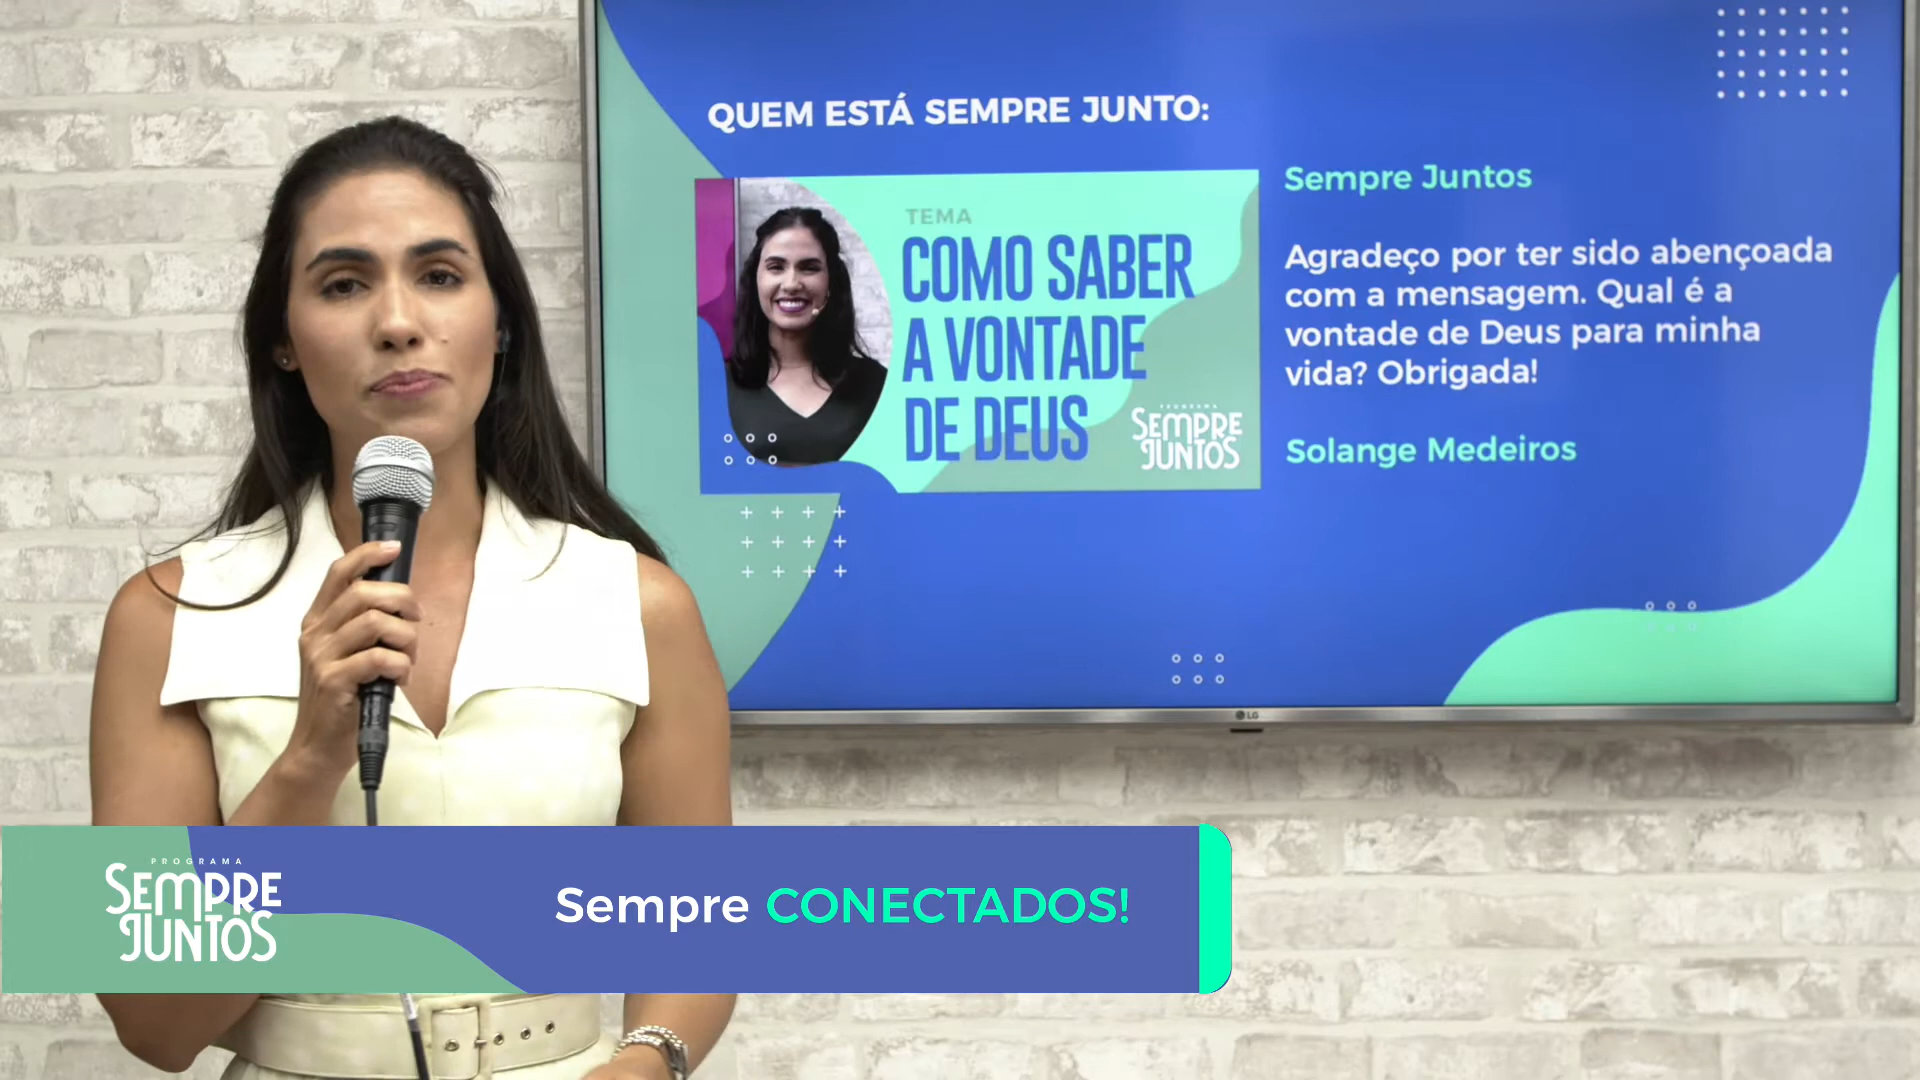 QUEM ESTÁ SEMPRE JUNTO:
TEMA
COMO SABER
A VONTADE
DE DEUS
PROGRAMA
SEMPRE
JUNTOS
Sempre Juntos
Agradeço por ter sido abençoada
com a mensagem. Qual é a
vontade de Deus para minha
vida? Obrigada!
Solange Medeiros
LG
PROGRAMA
SEMPRE
JUNTOS
Sempre CONECTADOS!